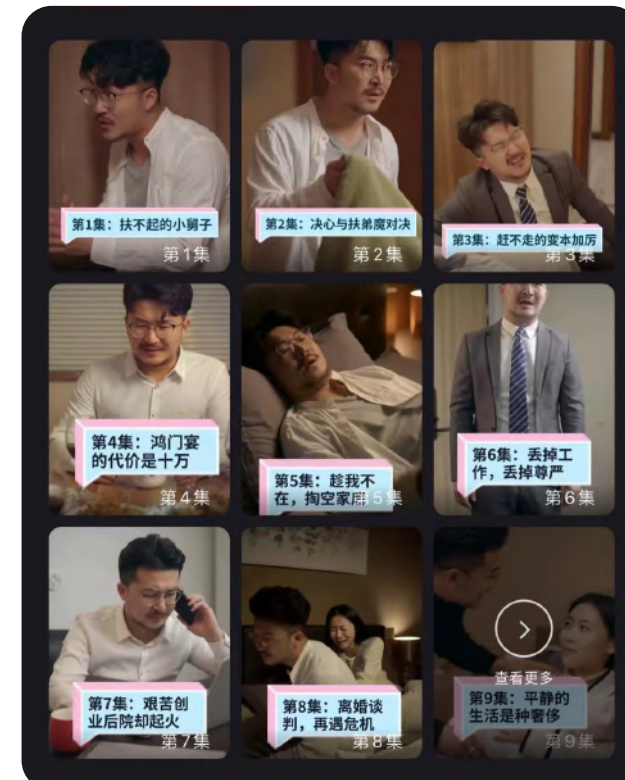 第1集：扶不起的小舅子
第1集
第2集：决心与扶弟魔对决
第2集
第3集：赶不走的变本加厉
第3集
第4集：鸿门宴
的代价是十万
第4集
第5集：趁我不
在，掏空家底
第5集
第6集：丢掉工
作，丢掉尊严
第6集
第7集：艰苦创
业后院却起火
第7集
第8集：离婚谈
判，再遇危机
第8集
查看更多
第9集：平静的
生活是种奢侈
第9集